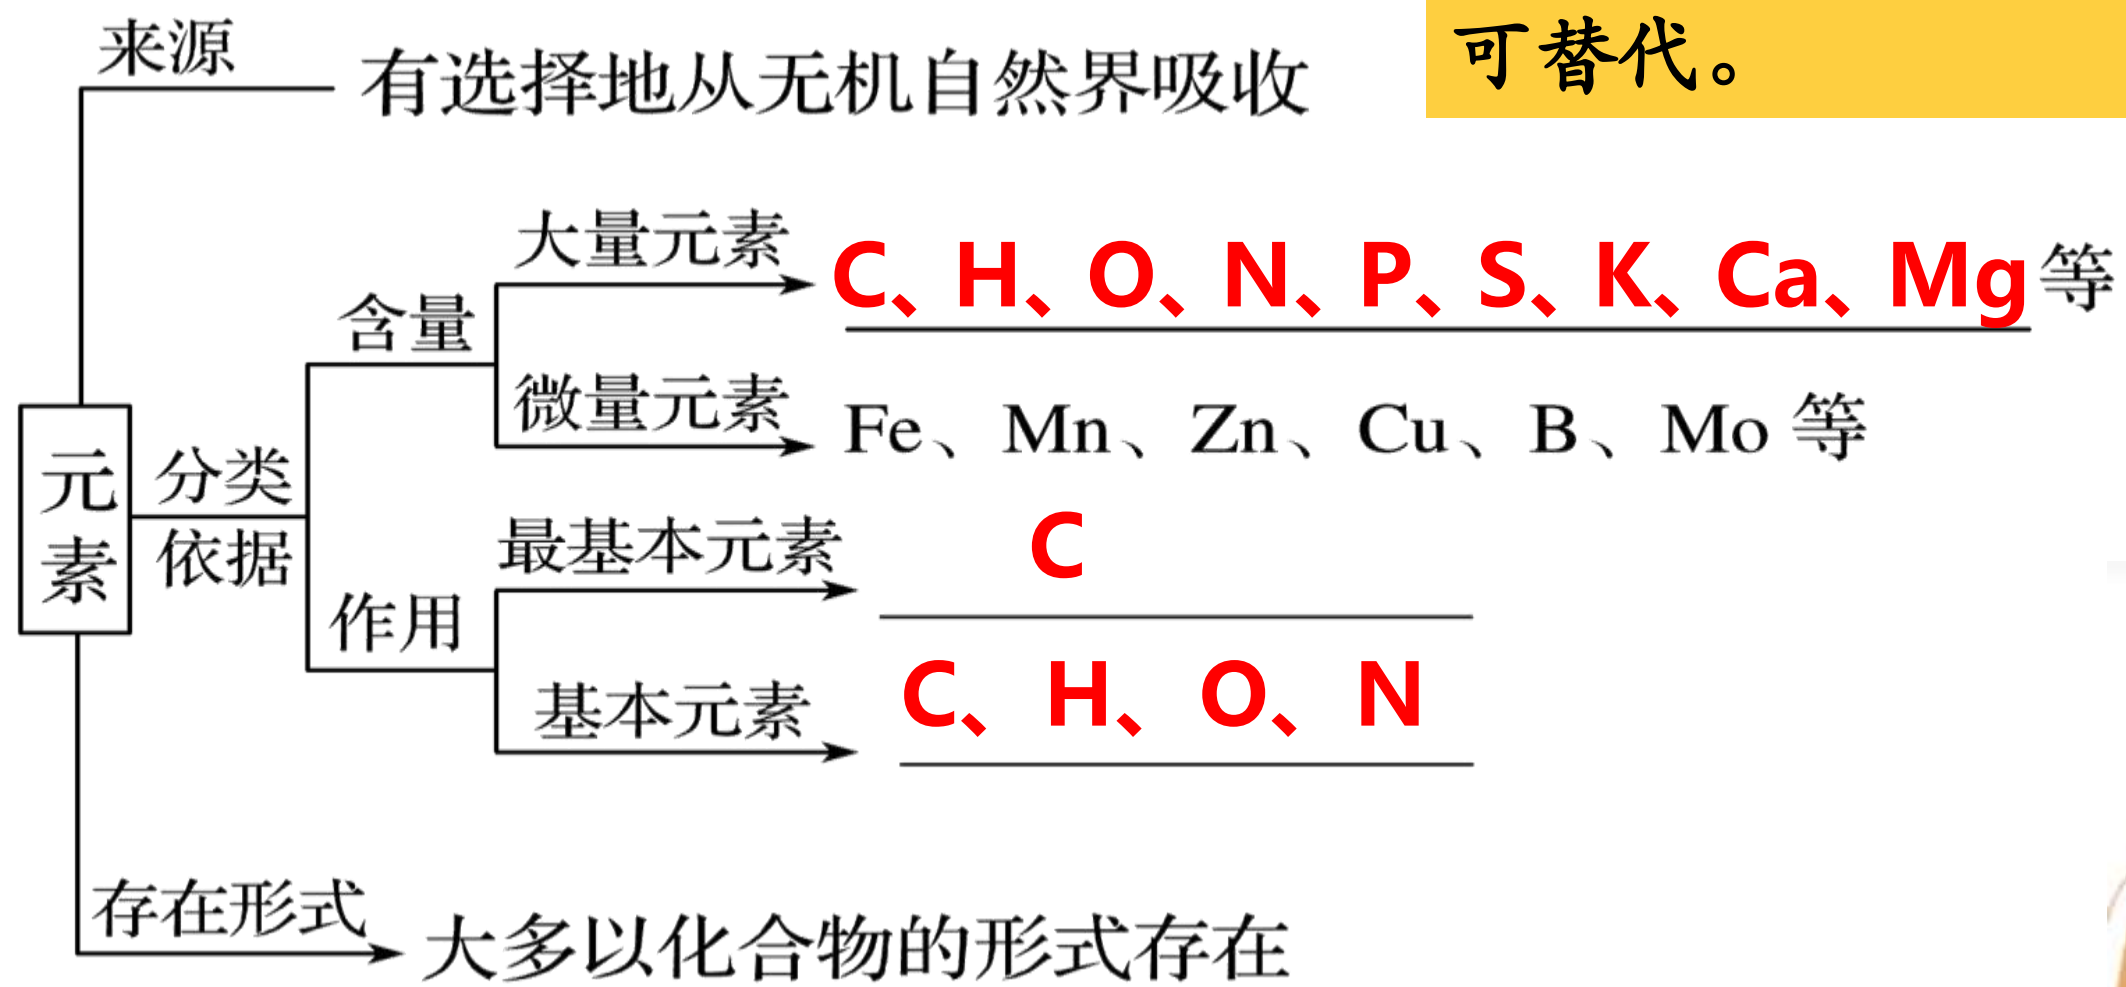 来源
有选择地从无机自然界吸收
可替代。
大量元素
C、H、O、N、P、S、K、Ca、Mg等
含量
微量元素
Fe、Mn、Zn、Cu、B、Mo 等
元素
分类
依据
最基本元素
C
作用
基本元素
C、H、O、N
存在形式
大多以化合物的形式存在